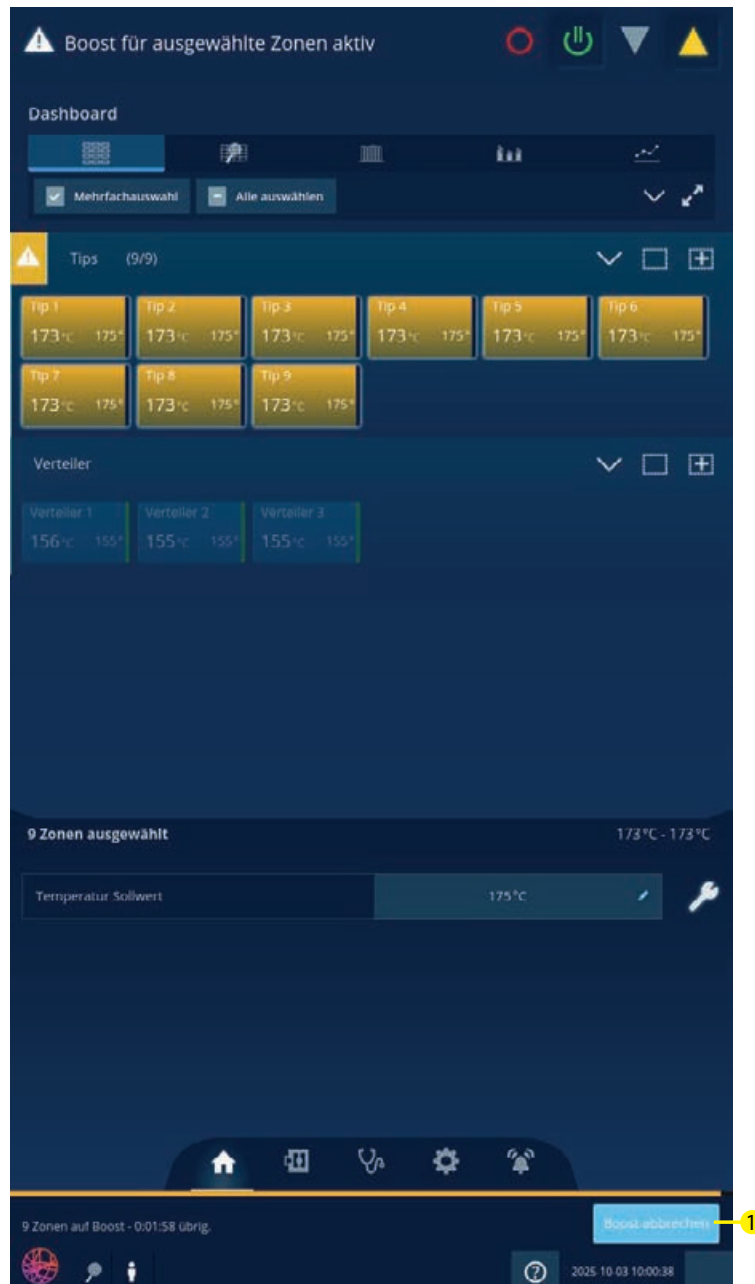 Boost für ausgewählte Zonen aktiv
Dashboard
Mehrfachauswahl Alle auswählen
Tips (9/9)
Tip 1 Tip 2 Tip 3 Tip 4 Tip 5 Tip 6
173°C 175° 173°C 175° 173°C 175° 173°C 175° 173°C 175° 173°C 175°
Tip 7 Tip 8 Tip 9
173°C 175° 173°C 175° 173°C 175°
Verteiler
Verteiler 1 Verteiler 2 Verteiler 3
156°C 155° 155°C 155° 155°C 155°
9 Zonen ausgewählt 173°C - 173°C
Temperatur Sollwert 175°C
9 Zonen auf Boost - 0:01:58 übrig.
Boost abbrechen 1
2025-10-03 10:00:38